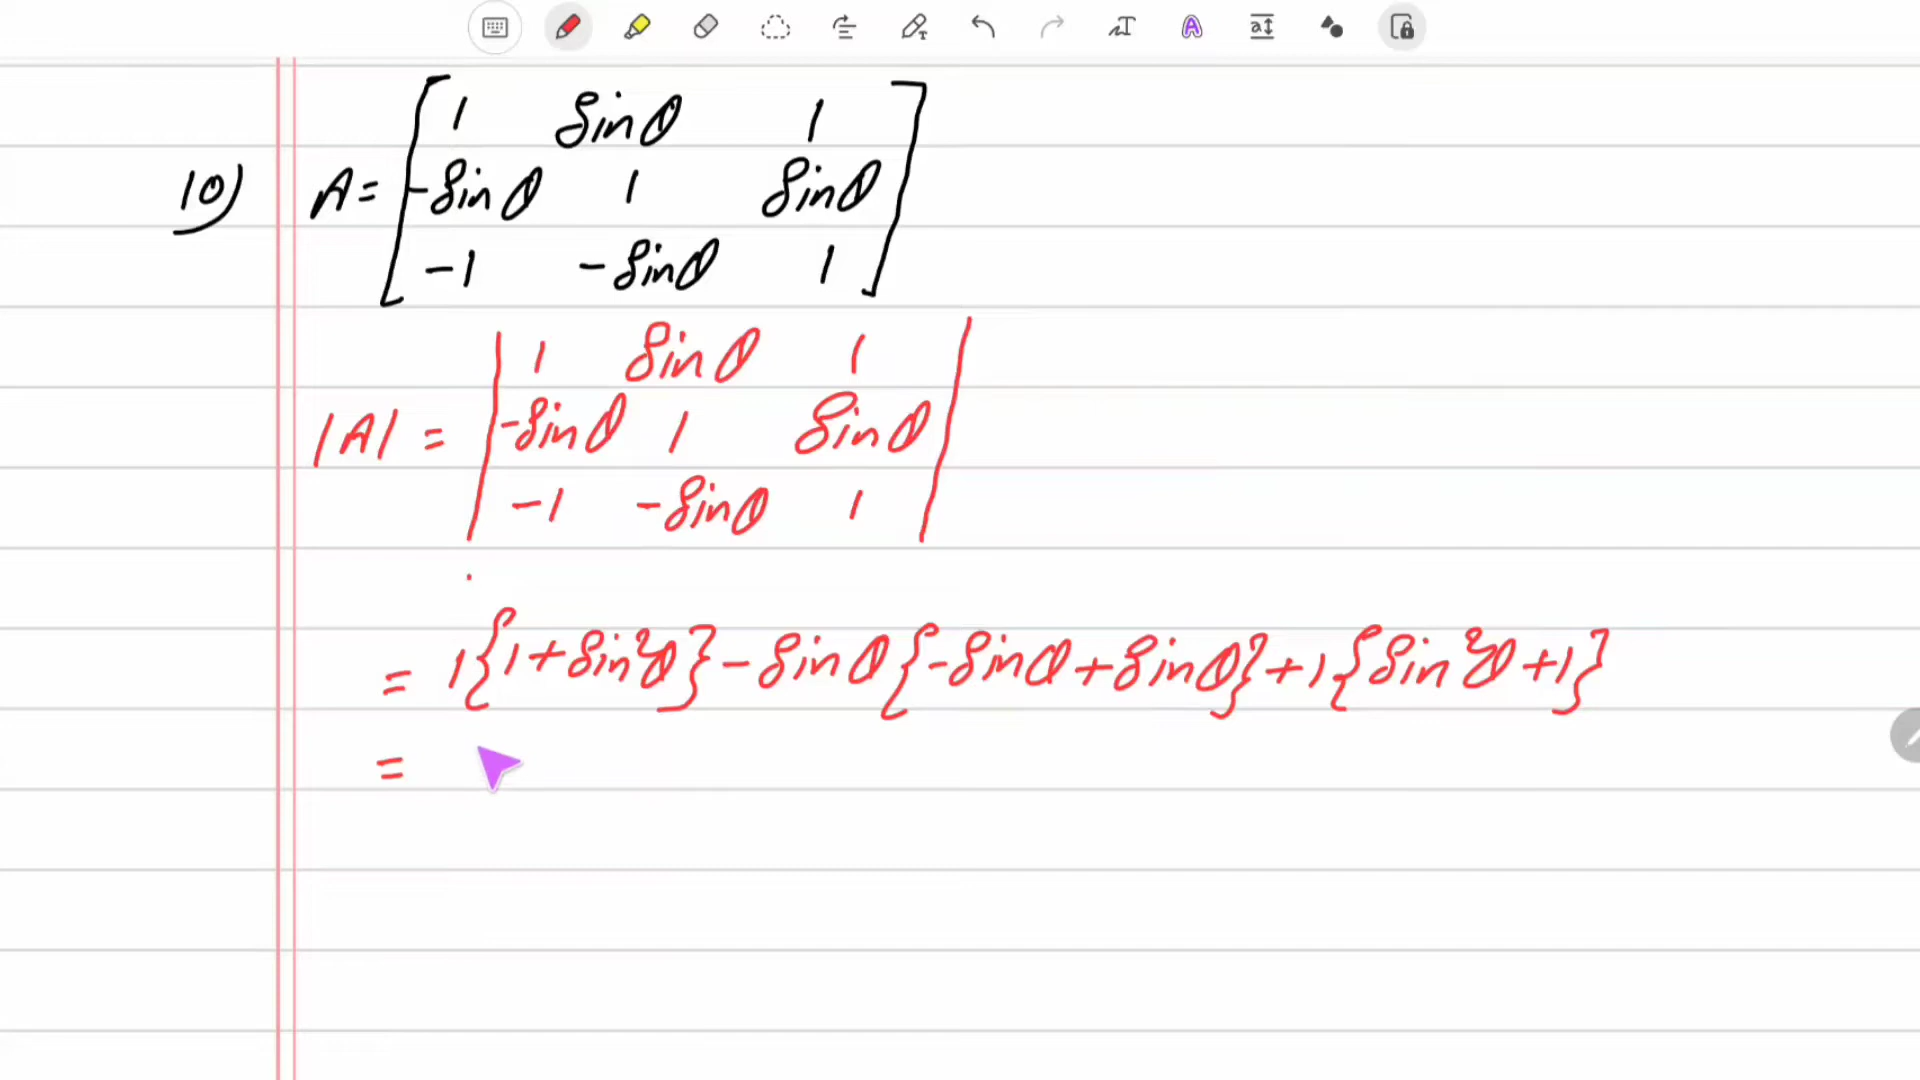 1 sinθ 1
10) A = -sinθ 1 sinθ
-1 -sinθ 1
1 sinθ 1
|A| = -sinθ 1 sinθ
-1 -sinθ 1
= 1{1+sin²θ} - sinθ{-sinθ+sinθ} + 1{sin²θ+1}
=